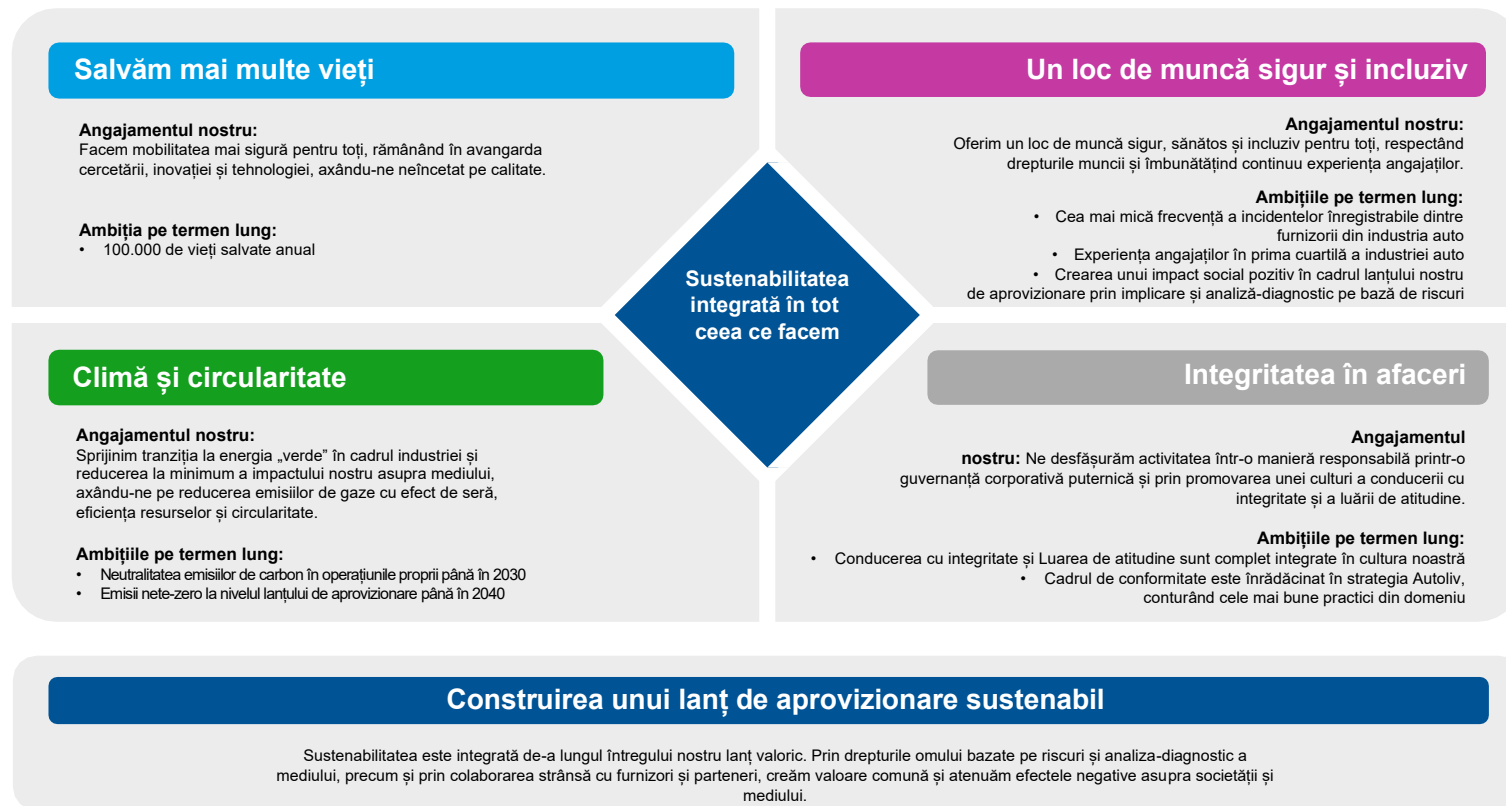 Salvăm mai multe vieți
Angajamentul nostru:
Facem mobilitatea mai sigură pentru toți, rămânând în avangarda
cercetării, inovației și tehnologiei, axându-ne neîncetat pe calitate.
Ambiția pe termen lung:
• 100.000 de vieți salvate anual
Un loc de muncă sigur și incluziv
Angajamentul nostru:
Oferim un loc de muncă sigur, sănătos și incluziv pentru toți, respectând
drepturile muncii și îmbunătățind continuu experiența angajaților.
Ambițiile pe termen lung:
• Cea mai mică frecvență a incidentelor înregistrabile dintre
furnizorii din industria auto
• Experiența angajaților în prima cuartilă a industriei auto
• Crearea unui impact social pozitiv în cadrul lanțului nostru
de aprovizionare prin implicare și analiză-diagnostic pe bază de riscuri
Sustenabilitatea
integrată în tot
ceea ce facem
Climă și circularitate
Angajamentul nostru:
Sprijinim tranziția la energia „verde” în cadrul industriei și
reducerea la minimum a impactului nostru asupra mediului,
axându-ne pe reducerea emisiilor de gaze cu efect de seră,
eficiența resurselor și circularitate.
Ambițiile pe termen lung:
• Neutralitatea emisiilor de carbon în operațiunile proprii până în 2030
• Emisii nete-zero la nivelul lanțului de aprovizionare până în 2040
Integritatea în afaceri
Angajamentul
nostru: Ne desfășurăm activitatea într-o manieră responsabilă printr-o
guvernanță corporativă puternică și prin promovarea unei culturi a conducerii cu
integritate și a luării de atitudine.
Ambițiile pe termen lung:
• Conducerea cu integritate și Luarea de atitudine sunt complet integrate în cultura noastră
• Cadrul de conformitate este înrădăcinat în strategia Autoliv,
conturând cele mai bune practici din domeniu
Construirea unui lanț de aprovizionare sustenabil
Sustenabilitatea este integrată de-a lungul întregului nostru lanț valoric. Prin drepturile omului bazate pe riscuri și analiza-diagnostic a
mediului, precum și prin colaborarea strânsă cu furnizori și parteneri, creăm valoare comună și atenuăm efectele negative asupra societății și
mediului.